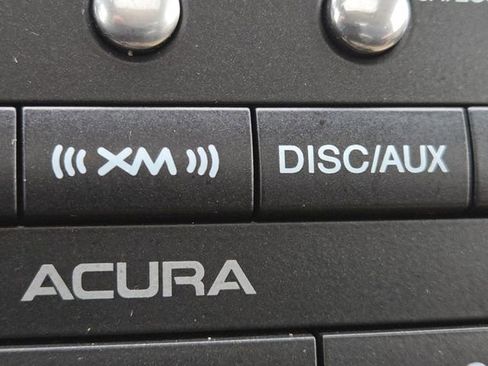 ((( XM )))
DISC/AUX
ACURA